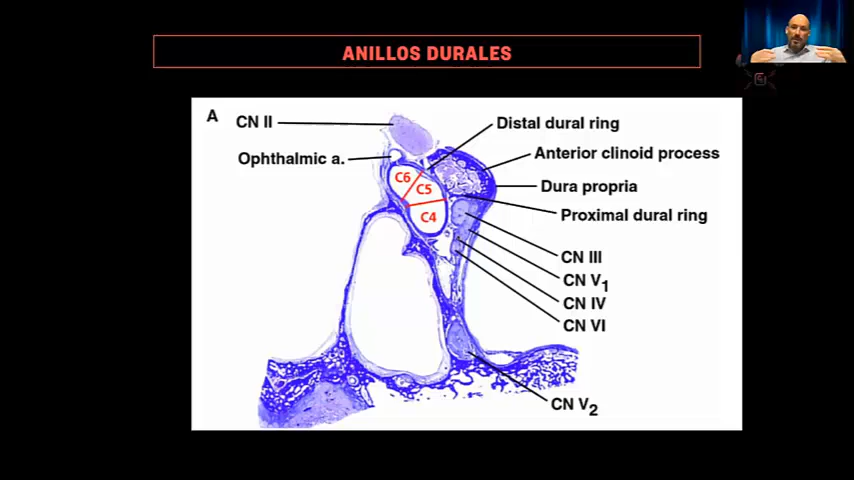 ANILLOS DURALES
A
CN II
Distal dural ring
Ophthalmic a.
Anterior clinoid process
C6
C5
Dura propria
C4
Proximal dural ring
CN III
CN V1
CN IV
CN VI
CN V2